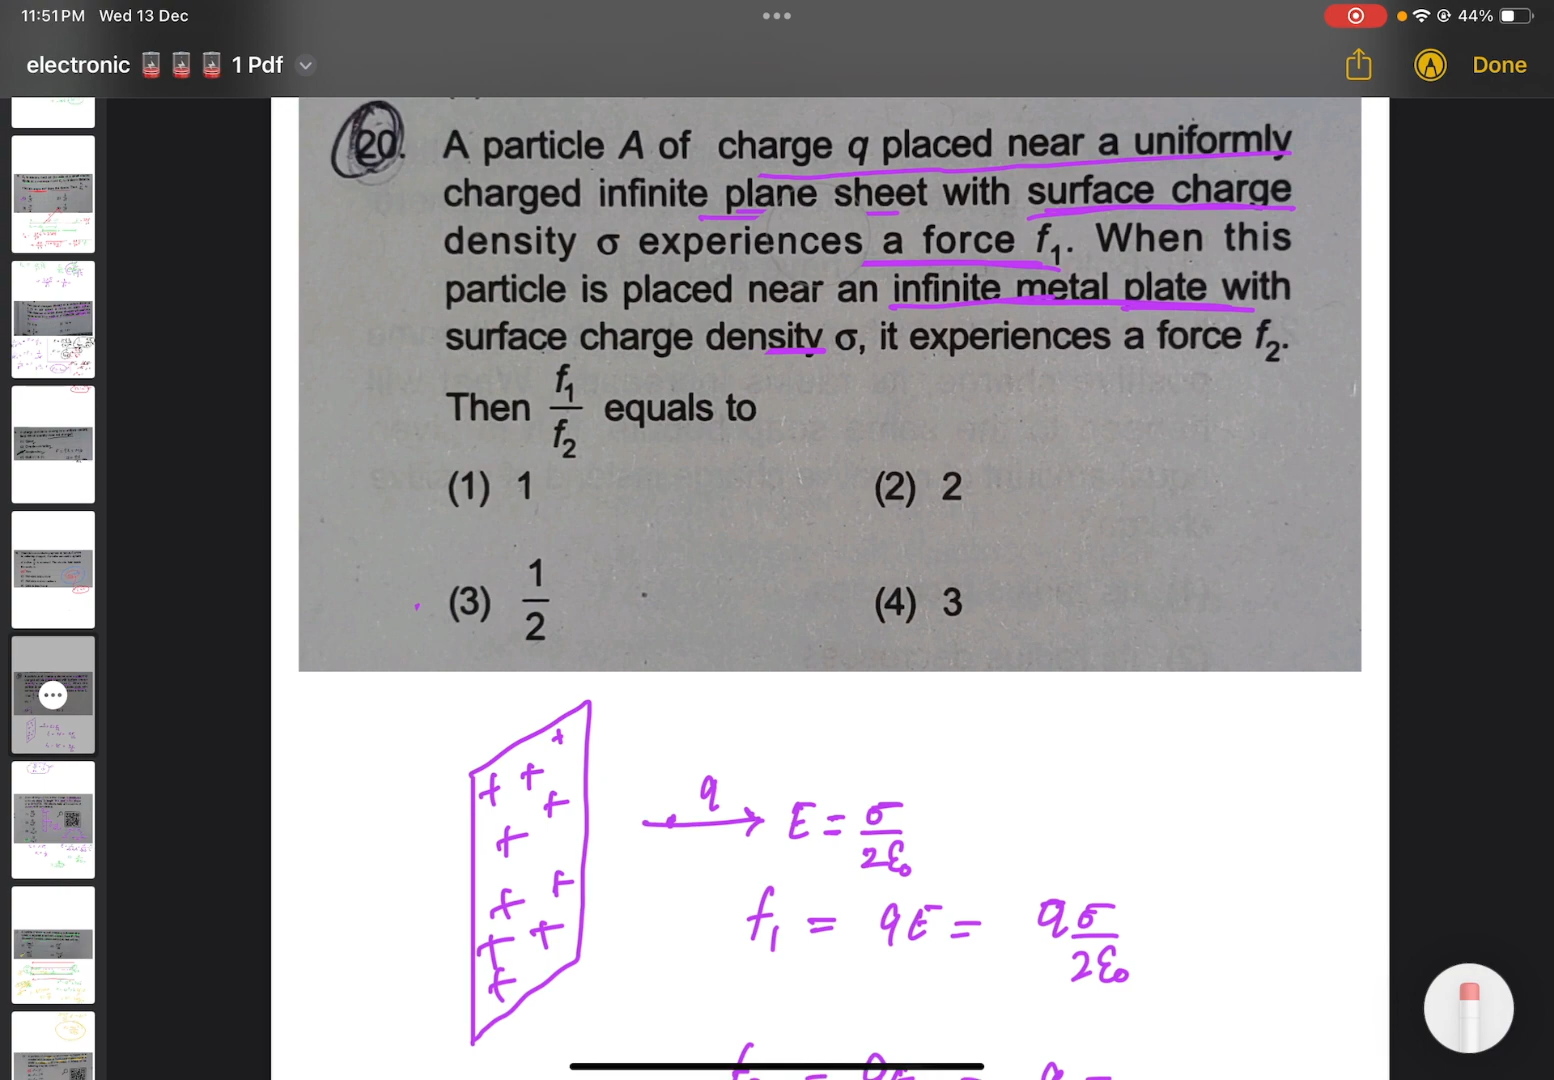 11:51 PM Wed 13 Dec
44%
electronic 1 Pdf
Done
20. A particle A of charge q placed near a uniformly
charged infinite plane sheet with surface charge
density σ experiences a force f₁. When this
particle is placed near an infinite metal plate with
surface charge density σ, it experiences a force f₂.
Then f₁/f₂ equals to
(1) 1 (2) 2
(3) 1/2 (4) 3
+ + + + + + + + + +
q E = σ/2ε₀
f₁ = qE = qσ/2ε₀